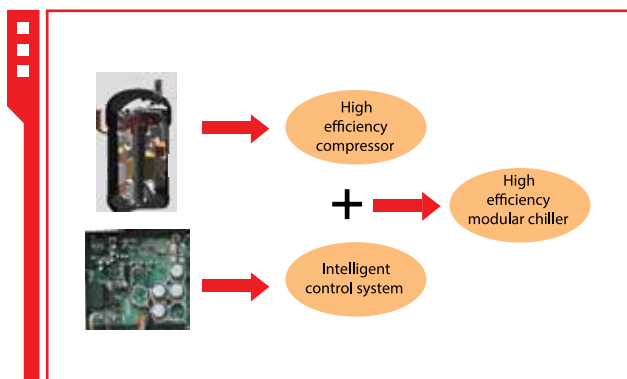 High
efficiency
compressor
+
High
efficiency
modular chiller
Intelligent
control system